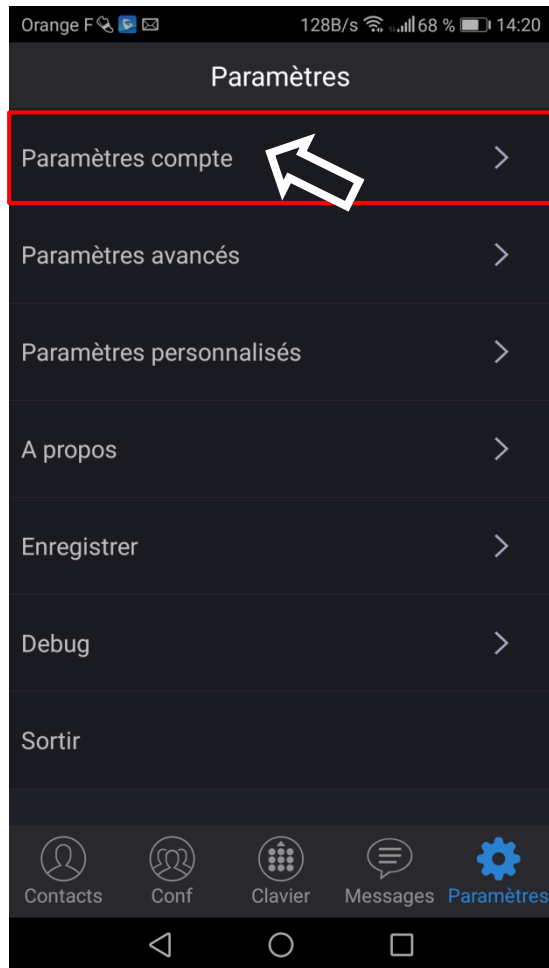 Orange F 128B/s 68 % 14:20
Paramètres
Paramètres compte
Paramètres avancés
Paramètres personnalisés
A propos
Enregistrer
Debug
Sortir
Contacts Conf Clavier Messages Paramètres